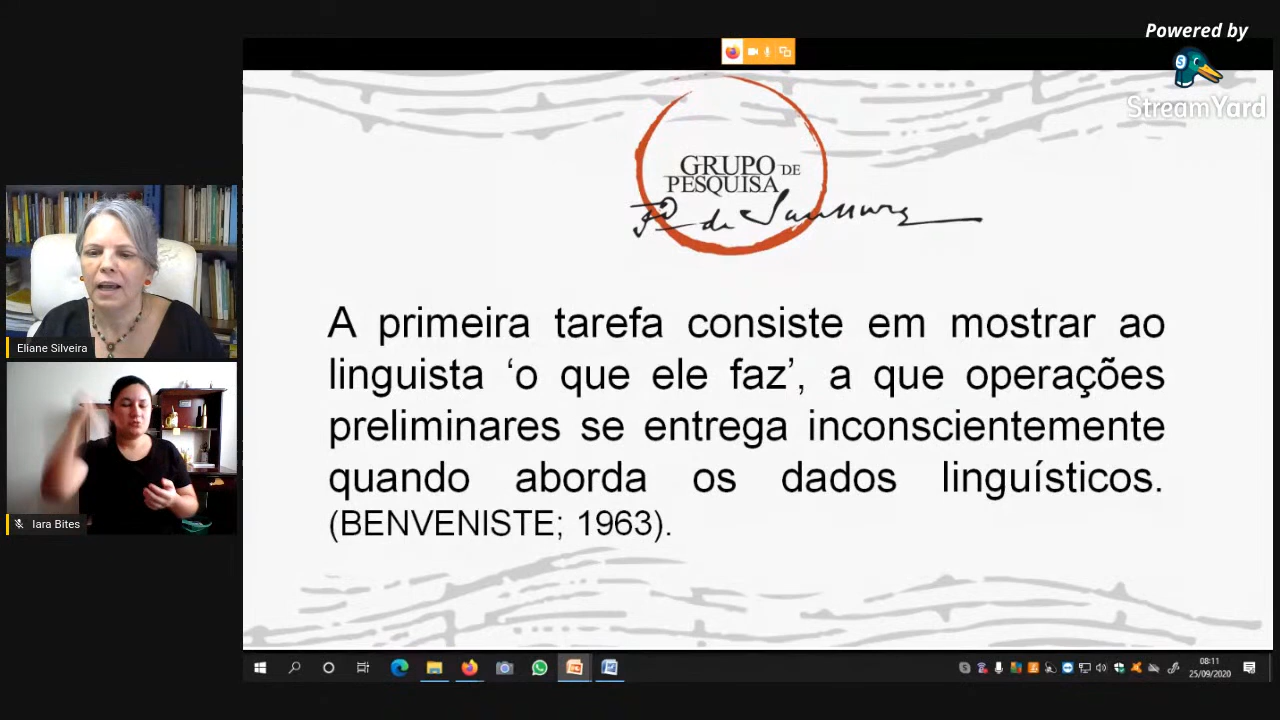 Powered by
StreamYard
GRUPO DE
PESQUISA
F. de Saussure
A primeira tarefa consiste em mostrar ao
linguista ‘o que ele faz’, a que operações
preliminares se entrega inconscientemente
quando aborda os dados linguísticos.
(BENVENISTE; 1963).
Eliane Silveira
Iara Bites
08:11
25/09/2020